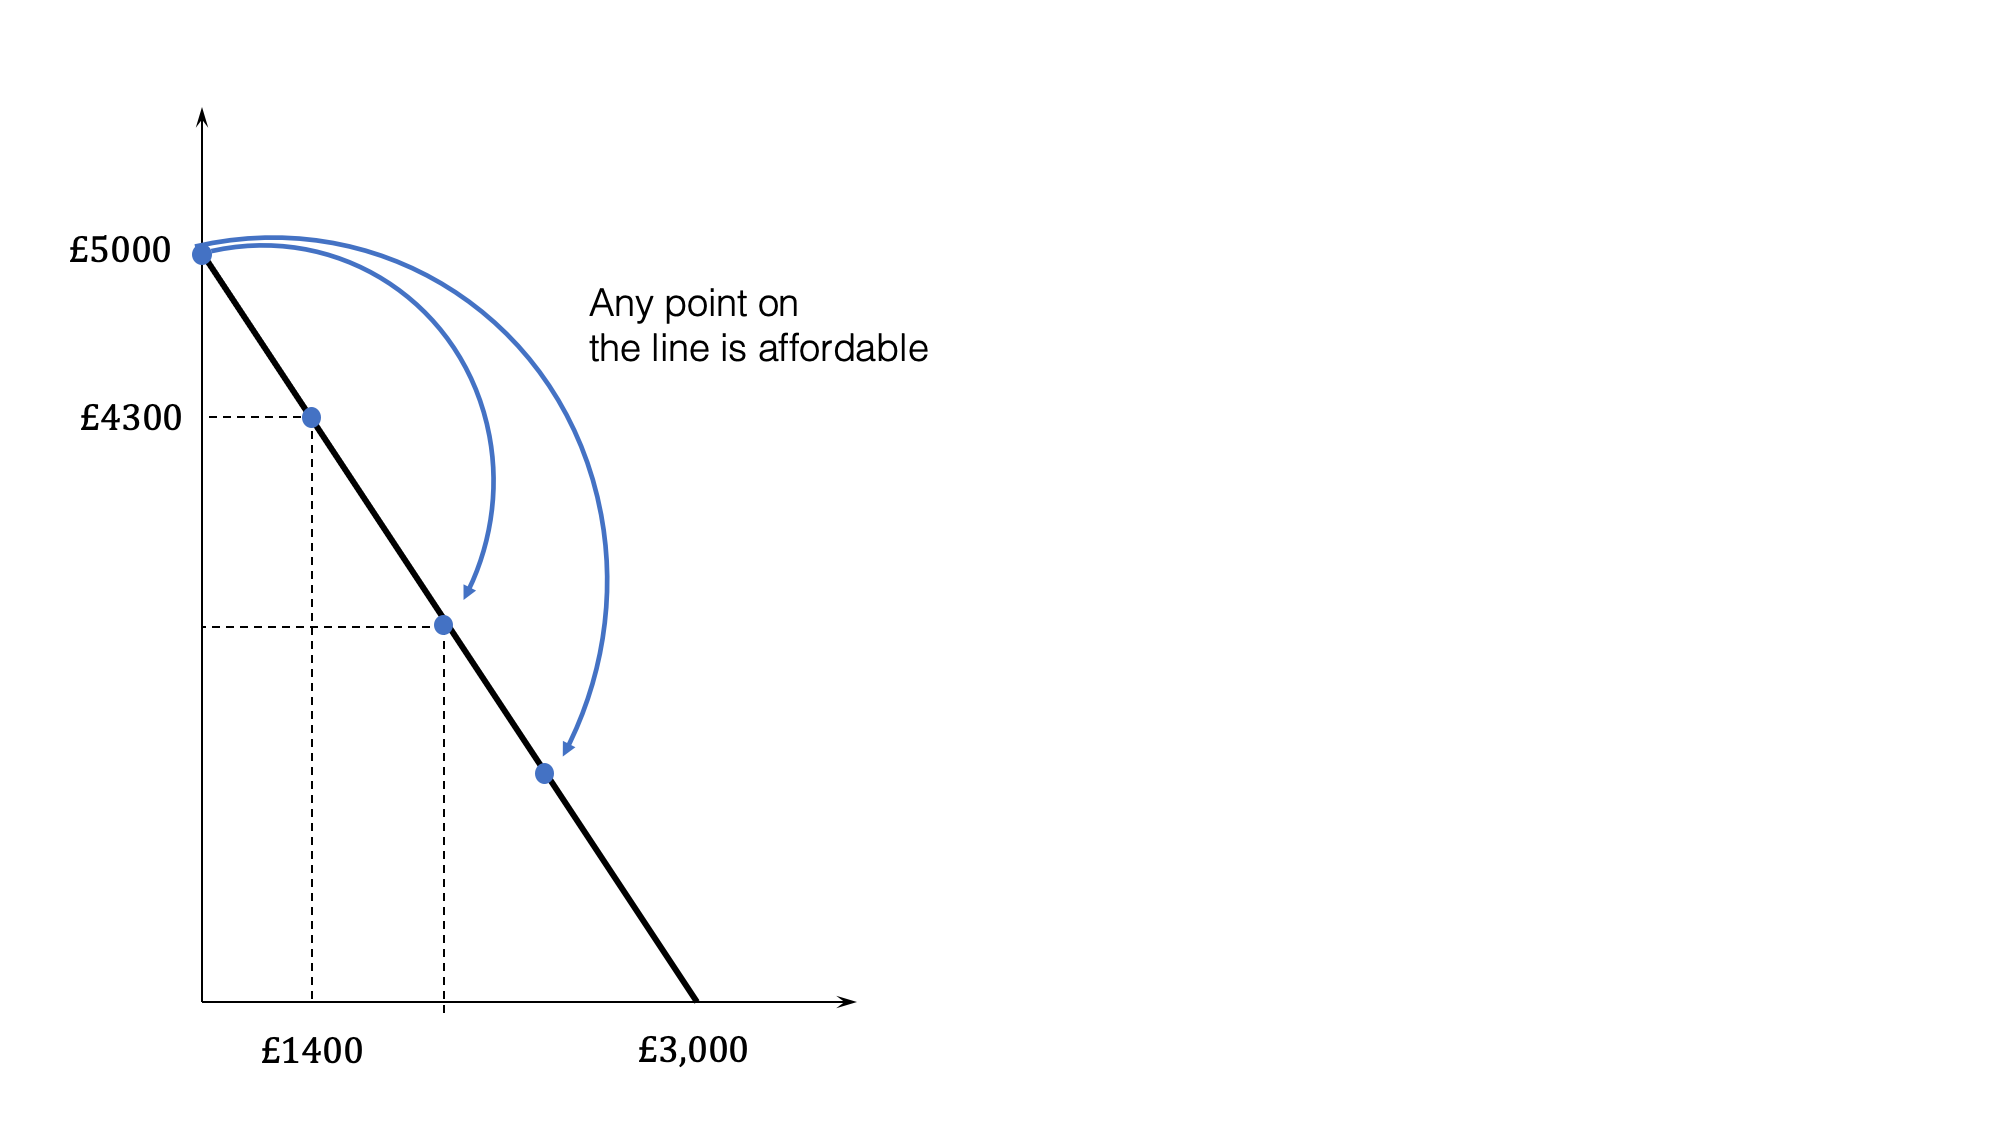 £5000
Any point on
the line is affordable
£4300
£1400
£3,000